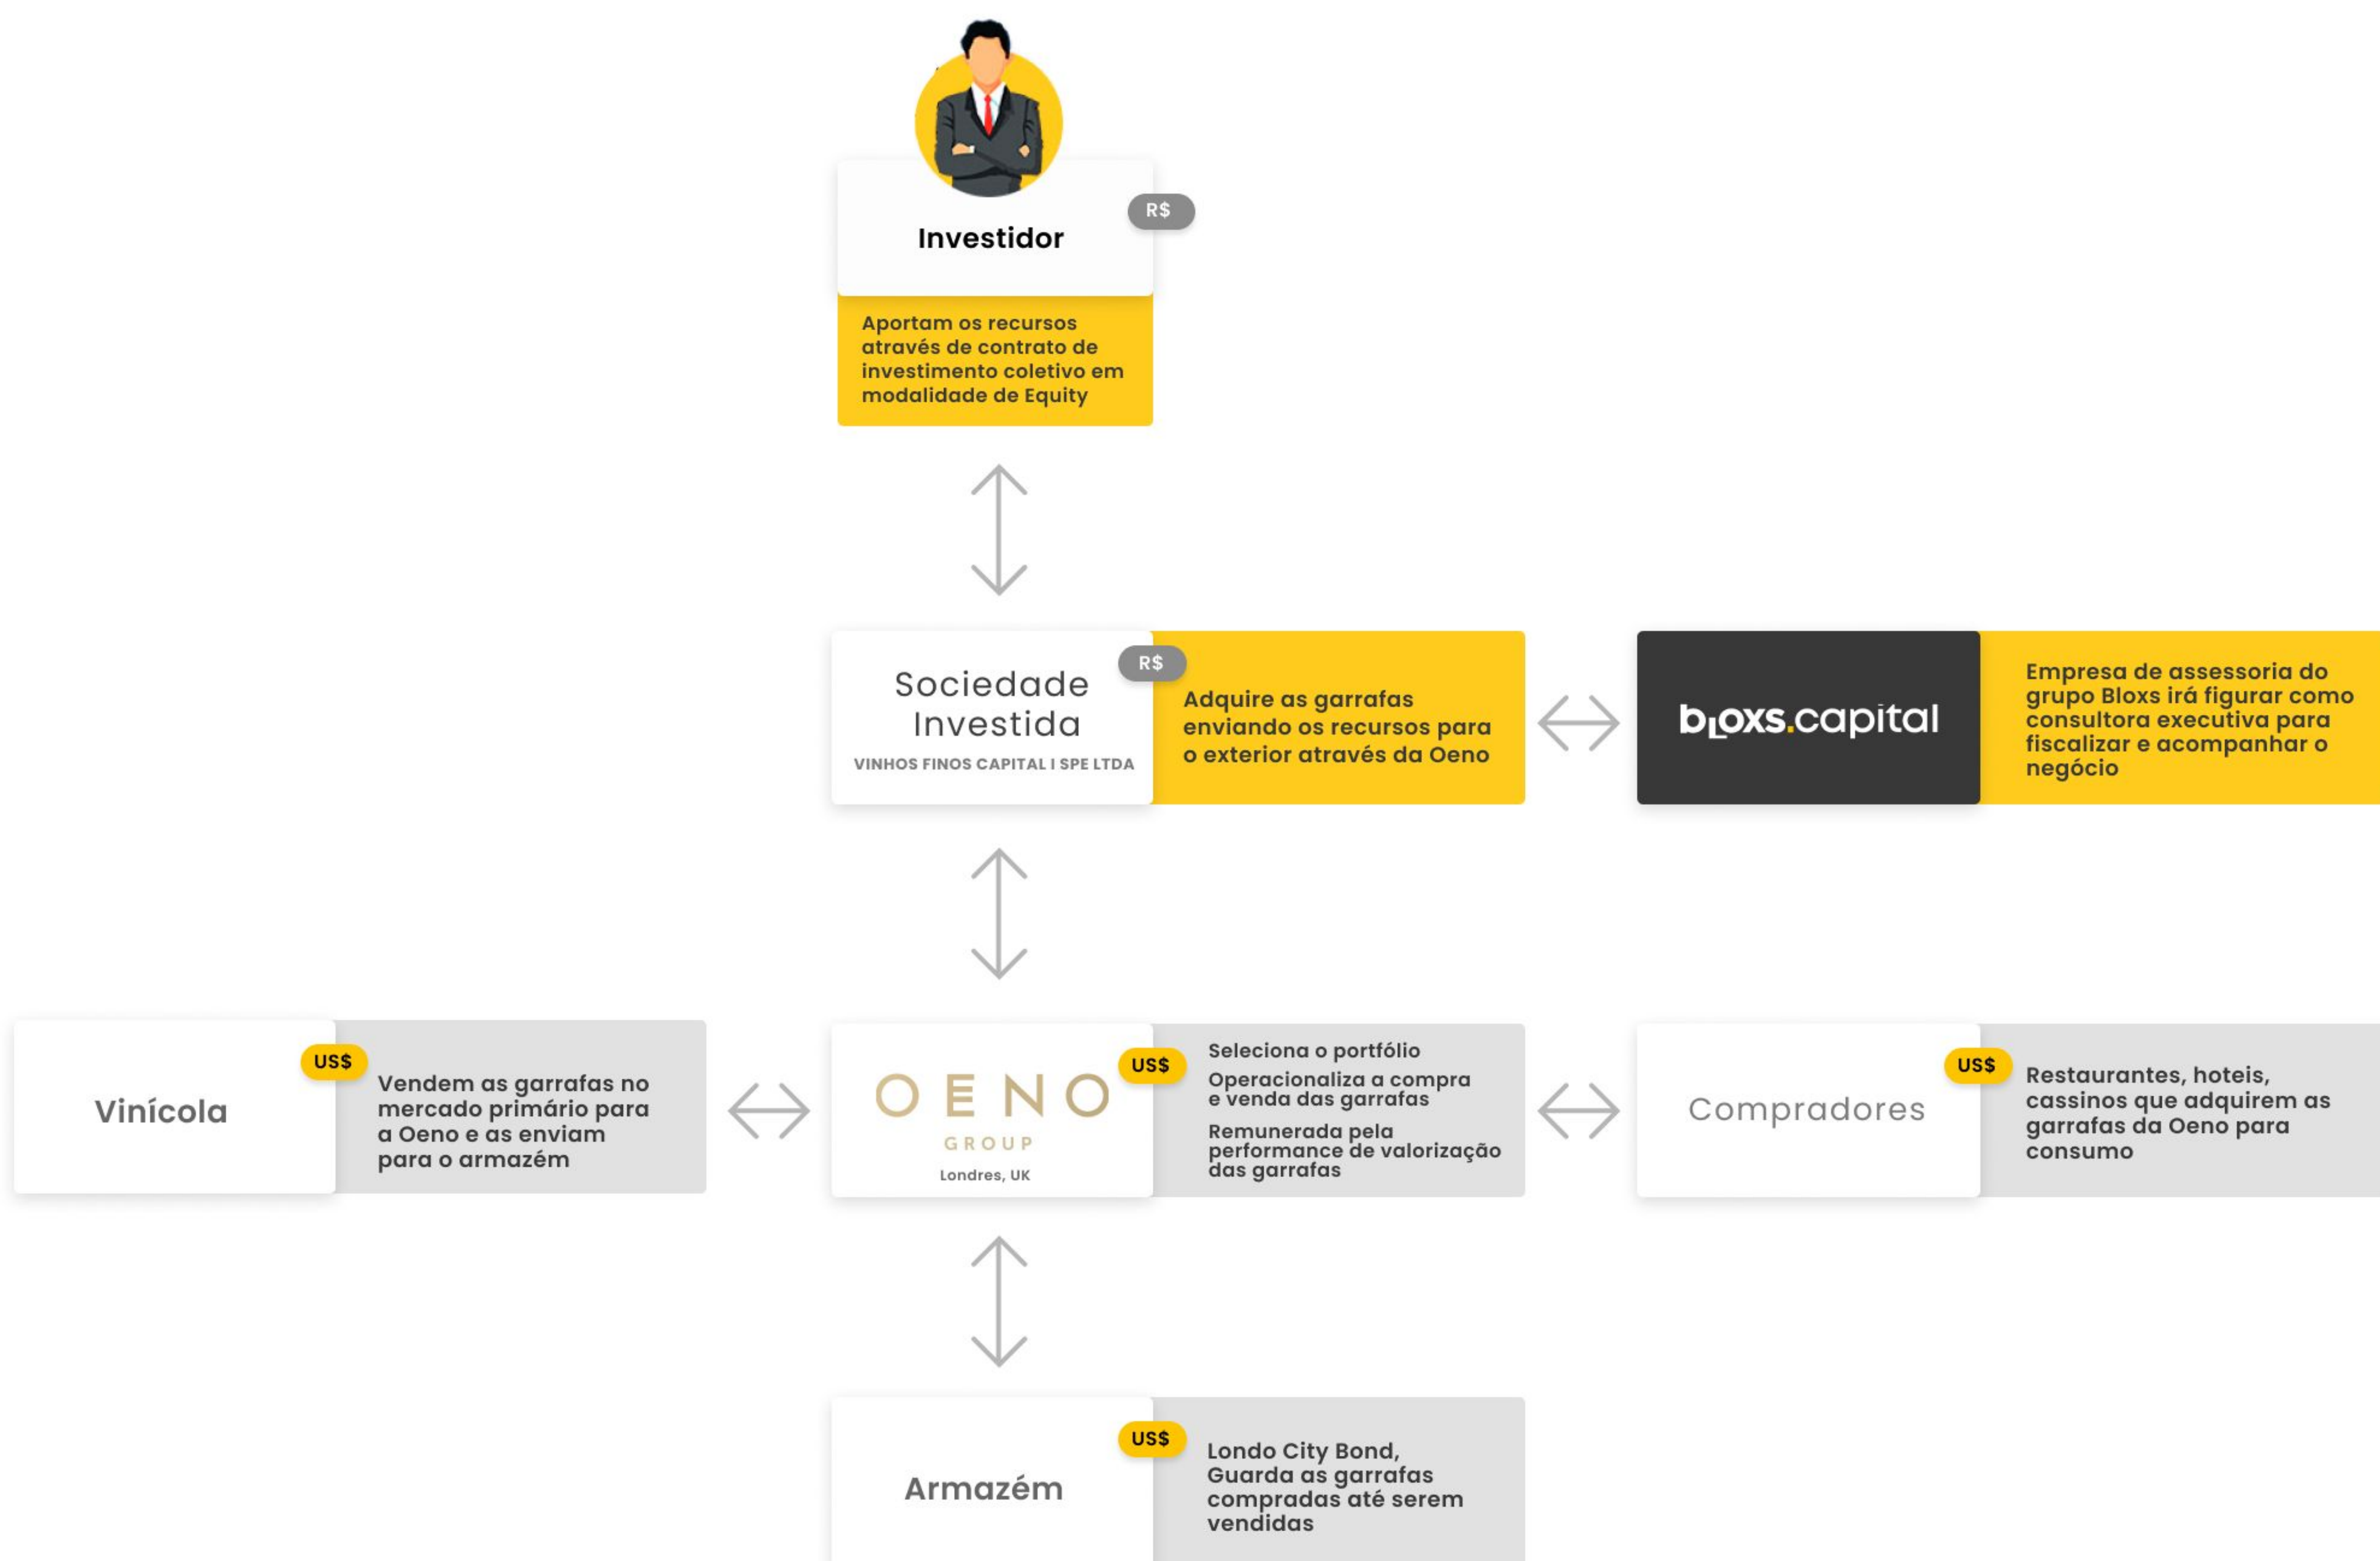 R$
Investidor
Aportam os recursos
através de contrato de
investimento coletivo em
modalidade de Equity
Sociedade
Investida
VINHOS FINOS CAPITAL I SPE LTDA
R$
Adquire as garrafas
enviando os recursos para
o exterior através da Oeno
bloxs.capital
Empresa de assessoria do
grupo Bloxs irá figurar como
consultora executiva para
fiscalizar e acompanhar o
negócio
Vinícola
US$
Vendem as garrafas no
mercado primário para
a Oeno e as enviam
para o armazém
OENO
GROUP
Londres, UK
US$
Seleciona o portfólio
Operacionaliza a compra
e venda das garrafas
Remunerada pela
performance de valorização
das garrafas
Compradores
US$
Restaurantes, hoteis,
cassinos que adquirem as
garrafas da Oeno para
consumo
Armazém
US$
Londo City Bond,
Guarda as garrafas
compradas até serem
vendidas